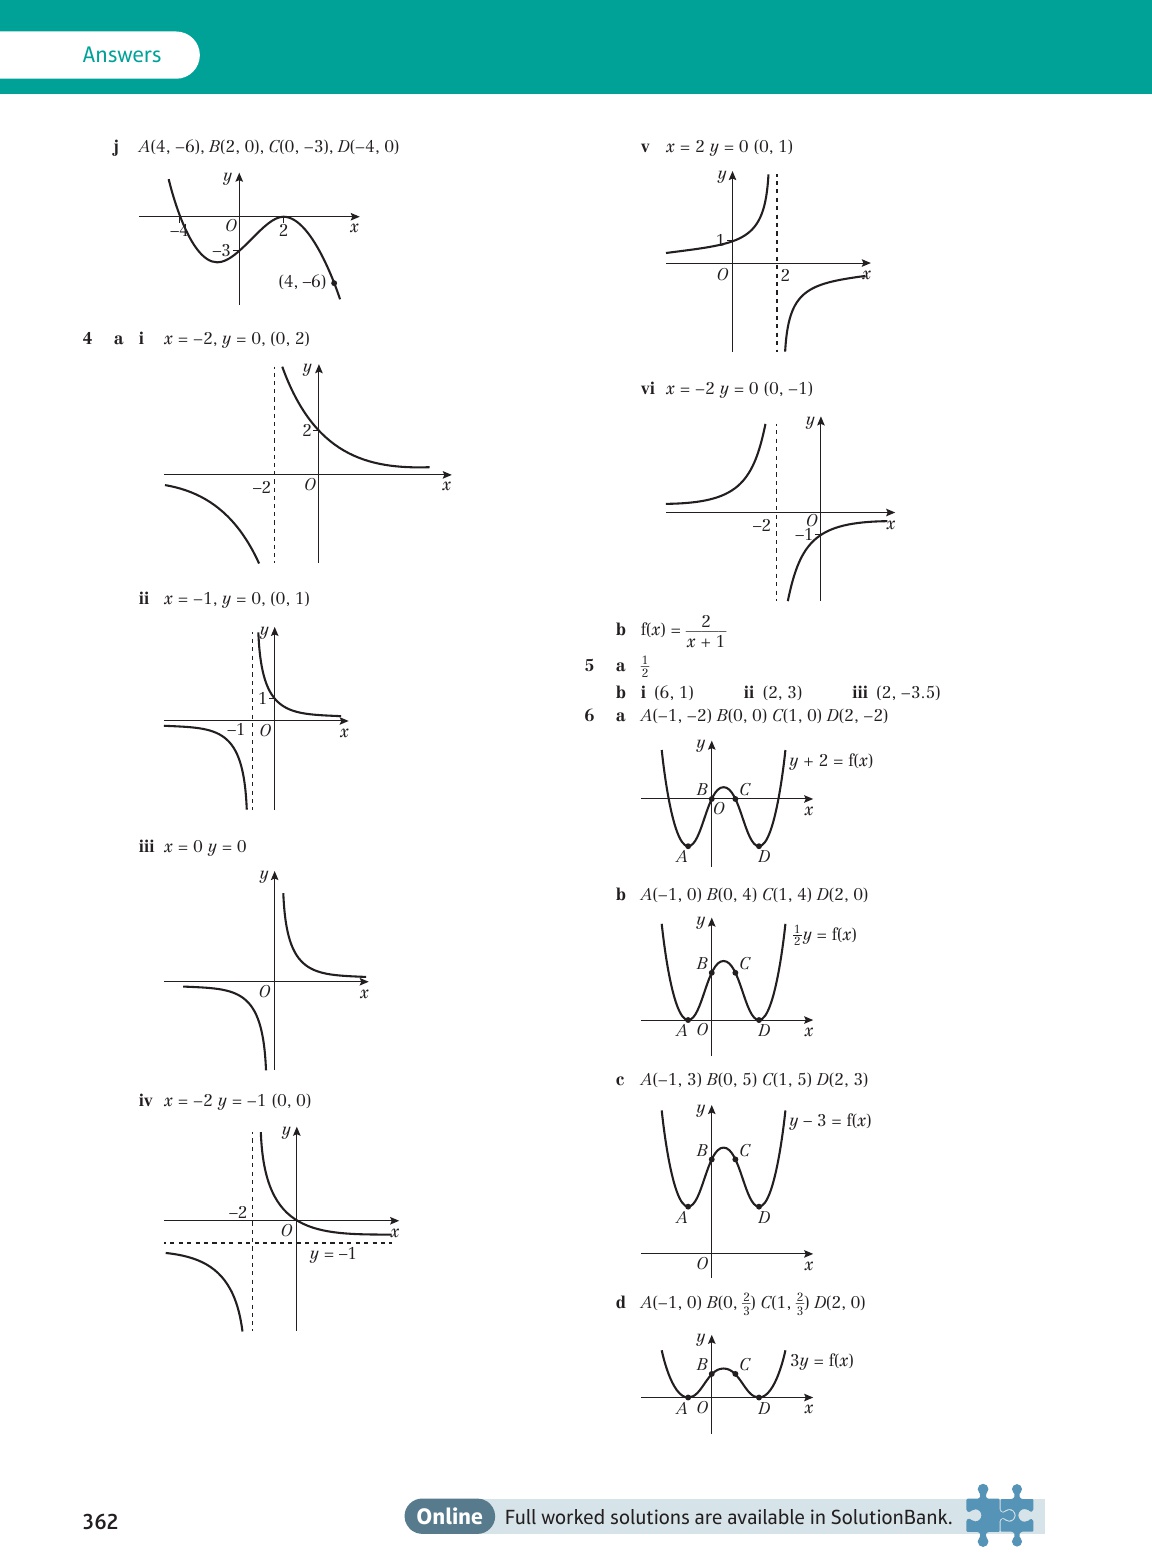 Answers
j A(4, −6), B(2, 0), C(0, −3), D(−4, 0)
y
−4
O
2
x
−3
(4, −6)
4 a i x = −2, y = 0, (0, 2)
y
2
−2
O
x
ii x = −1, y = 0, (0, 1)
y
1
−1
O
x
iii x = 0 y = 0
y
O
x
iv x = −2 y = −1 (0, 0)
y
−2
O
x
y = −1
v x = 2 y = 0 (0, 1)
y
1
O
2
x
vi x = −2 y = 0 (0, −1)
y
−2
O
x
−1
b f(x) = 2/(x + 1)
5 a 1/2
b i (6, 1) ii (2, 3) iii (2, −3.5)
6 a A(−1, −2) B(0, 0) C(1, 0) D(2, −2)
y
y + 2 = f(x)
B
C
O
x
A
D
b A(−1, 0) B(0, 4) C(1, 4) D(2, 0)
y
1/2 y = f(x)
B
C
A
O
D
x
c A(−1, 3) B(0, 5) C(1, 5) D(2, 3)
y
y − 3 = f(x)
B
C
A
D
O
x
d A(−1, 0) B(0, 2/3) C(1, 2/3) D(2, 0)
y
B
C
3y = f(x)
A
O
D
x
362
Online Full worked solutions are available in SolutionBank.